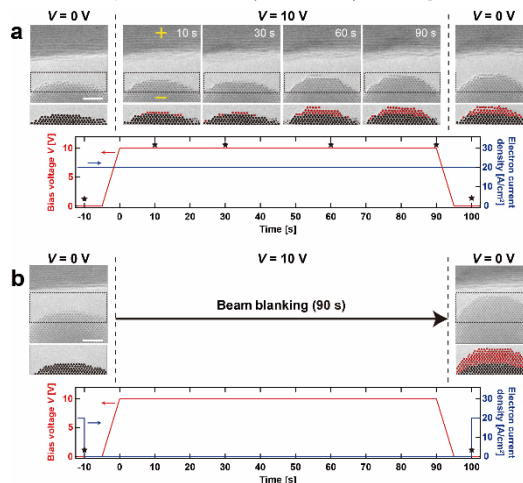 V = 0 V
V = 10 V
V = 0 V
a
+
10 s
30 s
60 s
90 s
−
Bias voltage V [V]
10
5
0
30
20
10
0
Electron current density [A/cm²]
-10 0 10 20 30 40 50 60 70 80 90 100
Time [s]
V = 0 V
V = 10 V
V = 0 V
b
Beam blanking (90 s)
Bias voltage V [V]
10
5
0
30
20
10
0
Electron current density [A/cm²]
-10 0 10 20 30 40 50 60 70 80 90 100
Time [s]